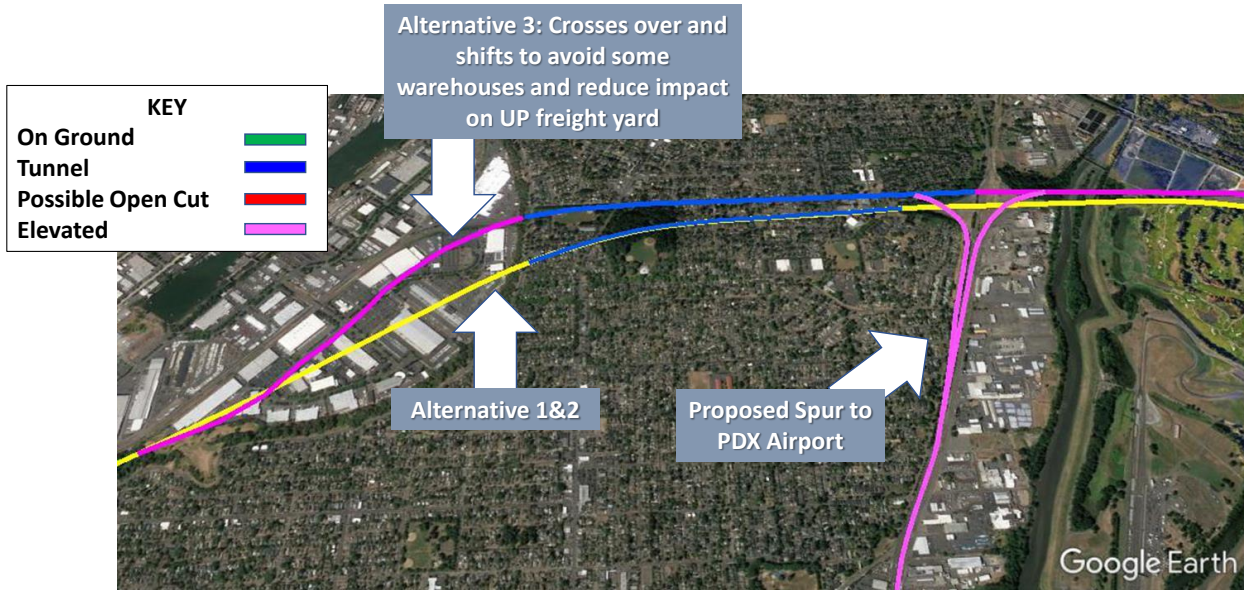 Alternative 3: Crosses over and
shifts to avoid some
warehouses and reduce impact
on UP freight yard
KEY
On Ground
Tunnel
Possible Open Cut
Elevated
Alternative 1&2
Proposed Spur to
PDX Airport
Google Earth